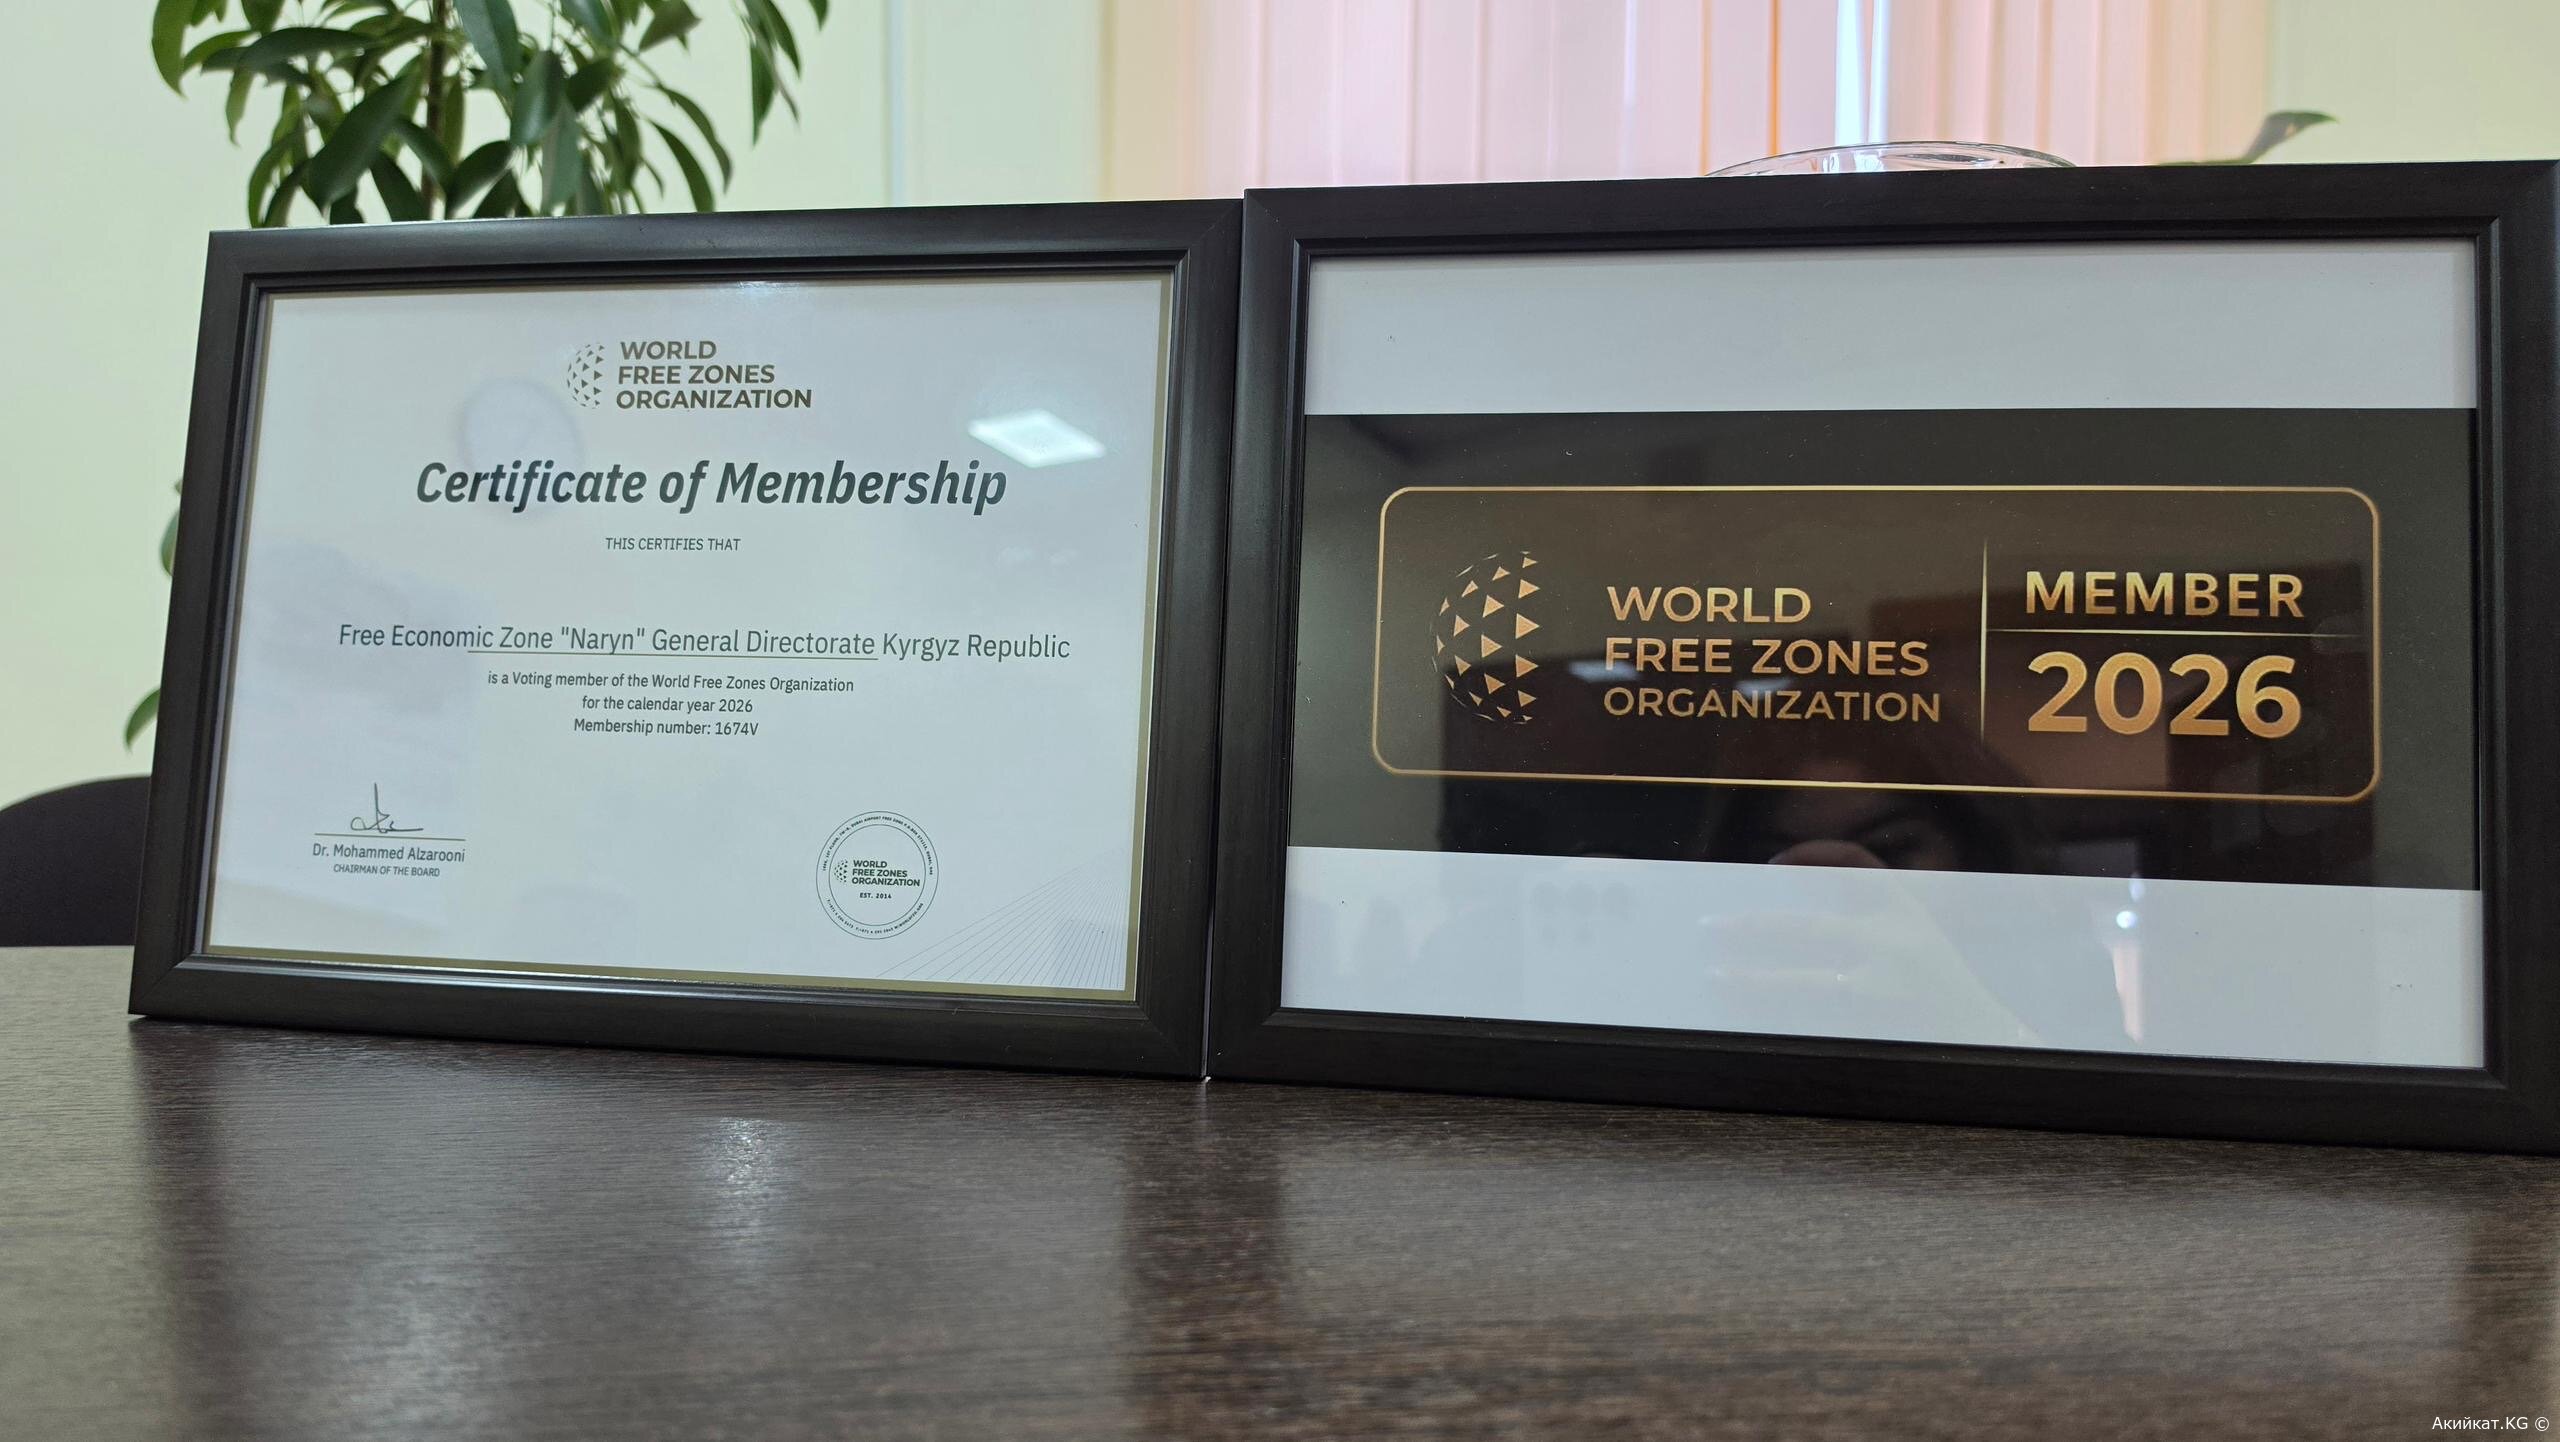 WORLD
FREE ZONES
ORGANIZATION
Certificate of Membership
THIS CERTIFIES THAT
Free Economic Zone "Naryn" General Directorate Kyrgyz Republic
is a Voting member of the World Free Zones Organization
for the calendar year 2026
Membership number: 1674V
Dr. Mohammed Alzarooni
CHAIRMAN OF THE BOARD
WORLD
FREE ZONES
ORGANIZATION
EST. 2014
WORLD
FREE ZONES
ORGANIZATION
MEMBER
2026
Акийкат.KG ©